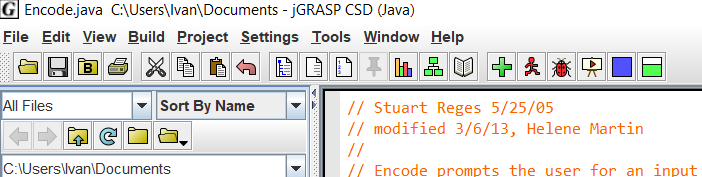 G Encode.java C:\Users\Ivan\Documents - jGRASP CSD (Java)
File Edit View Build Project Settings Tools Window Help
B
All Files Sort By Name
C:\Users\Ivan\Documents
// Stuart Reges 5/25/05
// modified 3/6/13, Helene Martin
//
// Encode prompts the user for an input